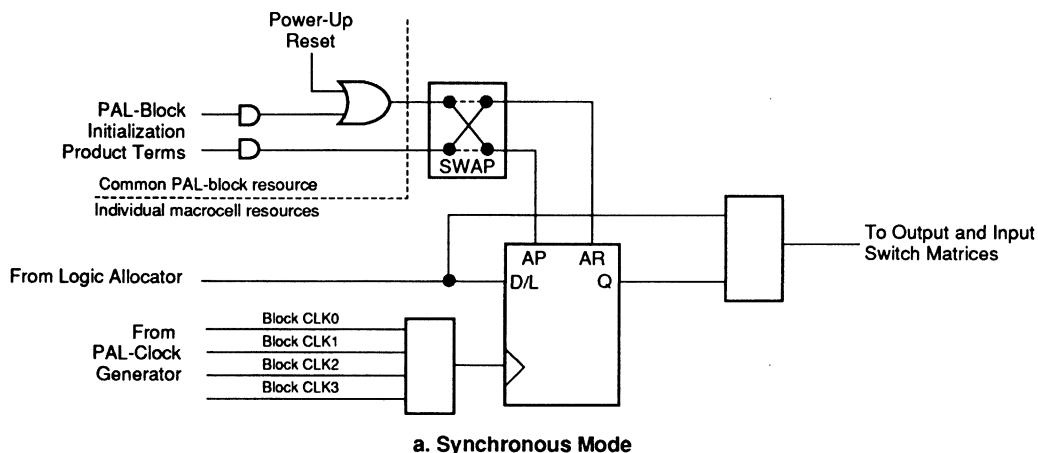 Power-Up
Reset
PAL-Block
Initialization
Product Terms
SWAP
Common PAL-block resource
Individual macrocell resources
To Output and Input
Switch Matrices
AP AR
From Logic Allocator
D/L Q
From
PAL-Clock
Generator
Block CLK0
Block CLK1
Block CLK2
Block CLK3
a. Synchronous Mode